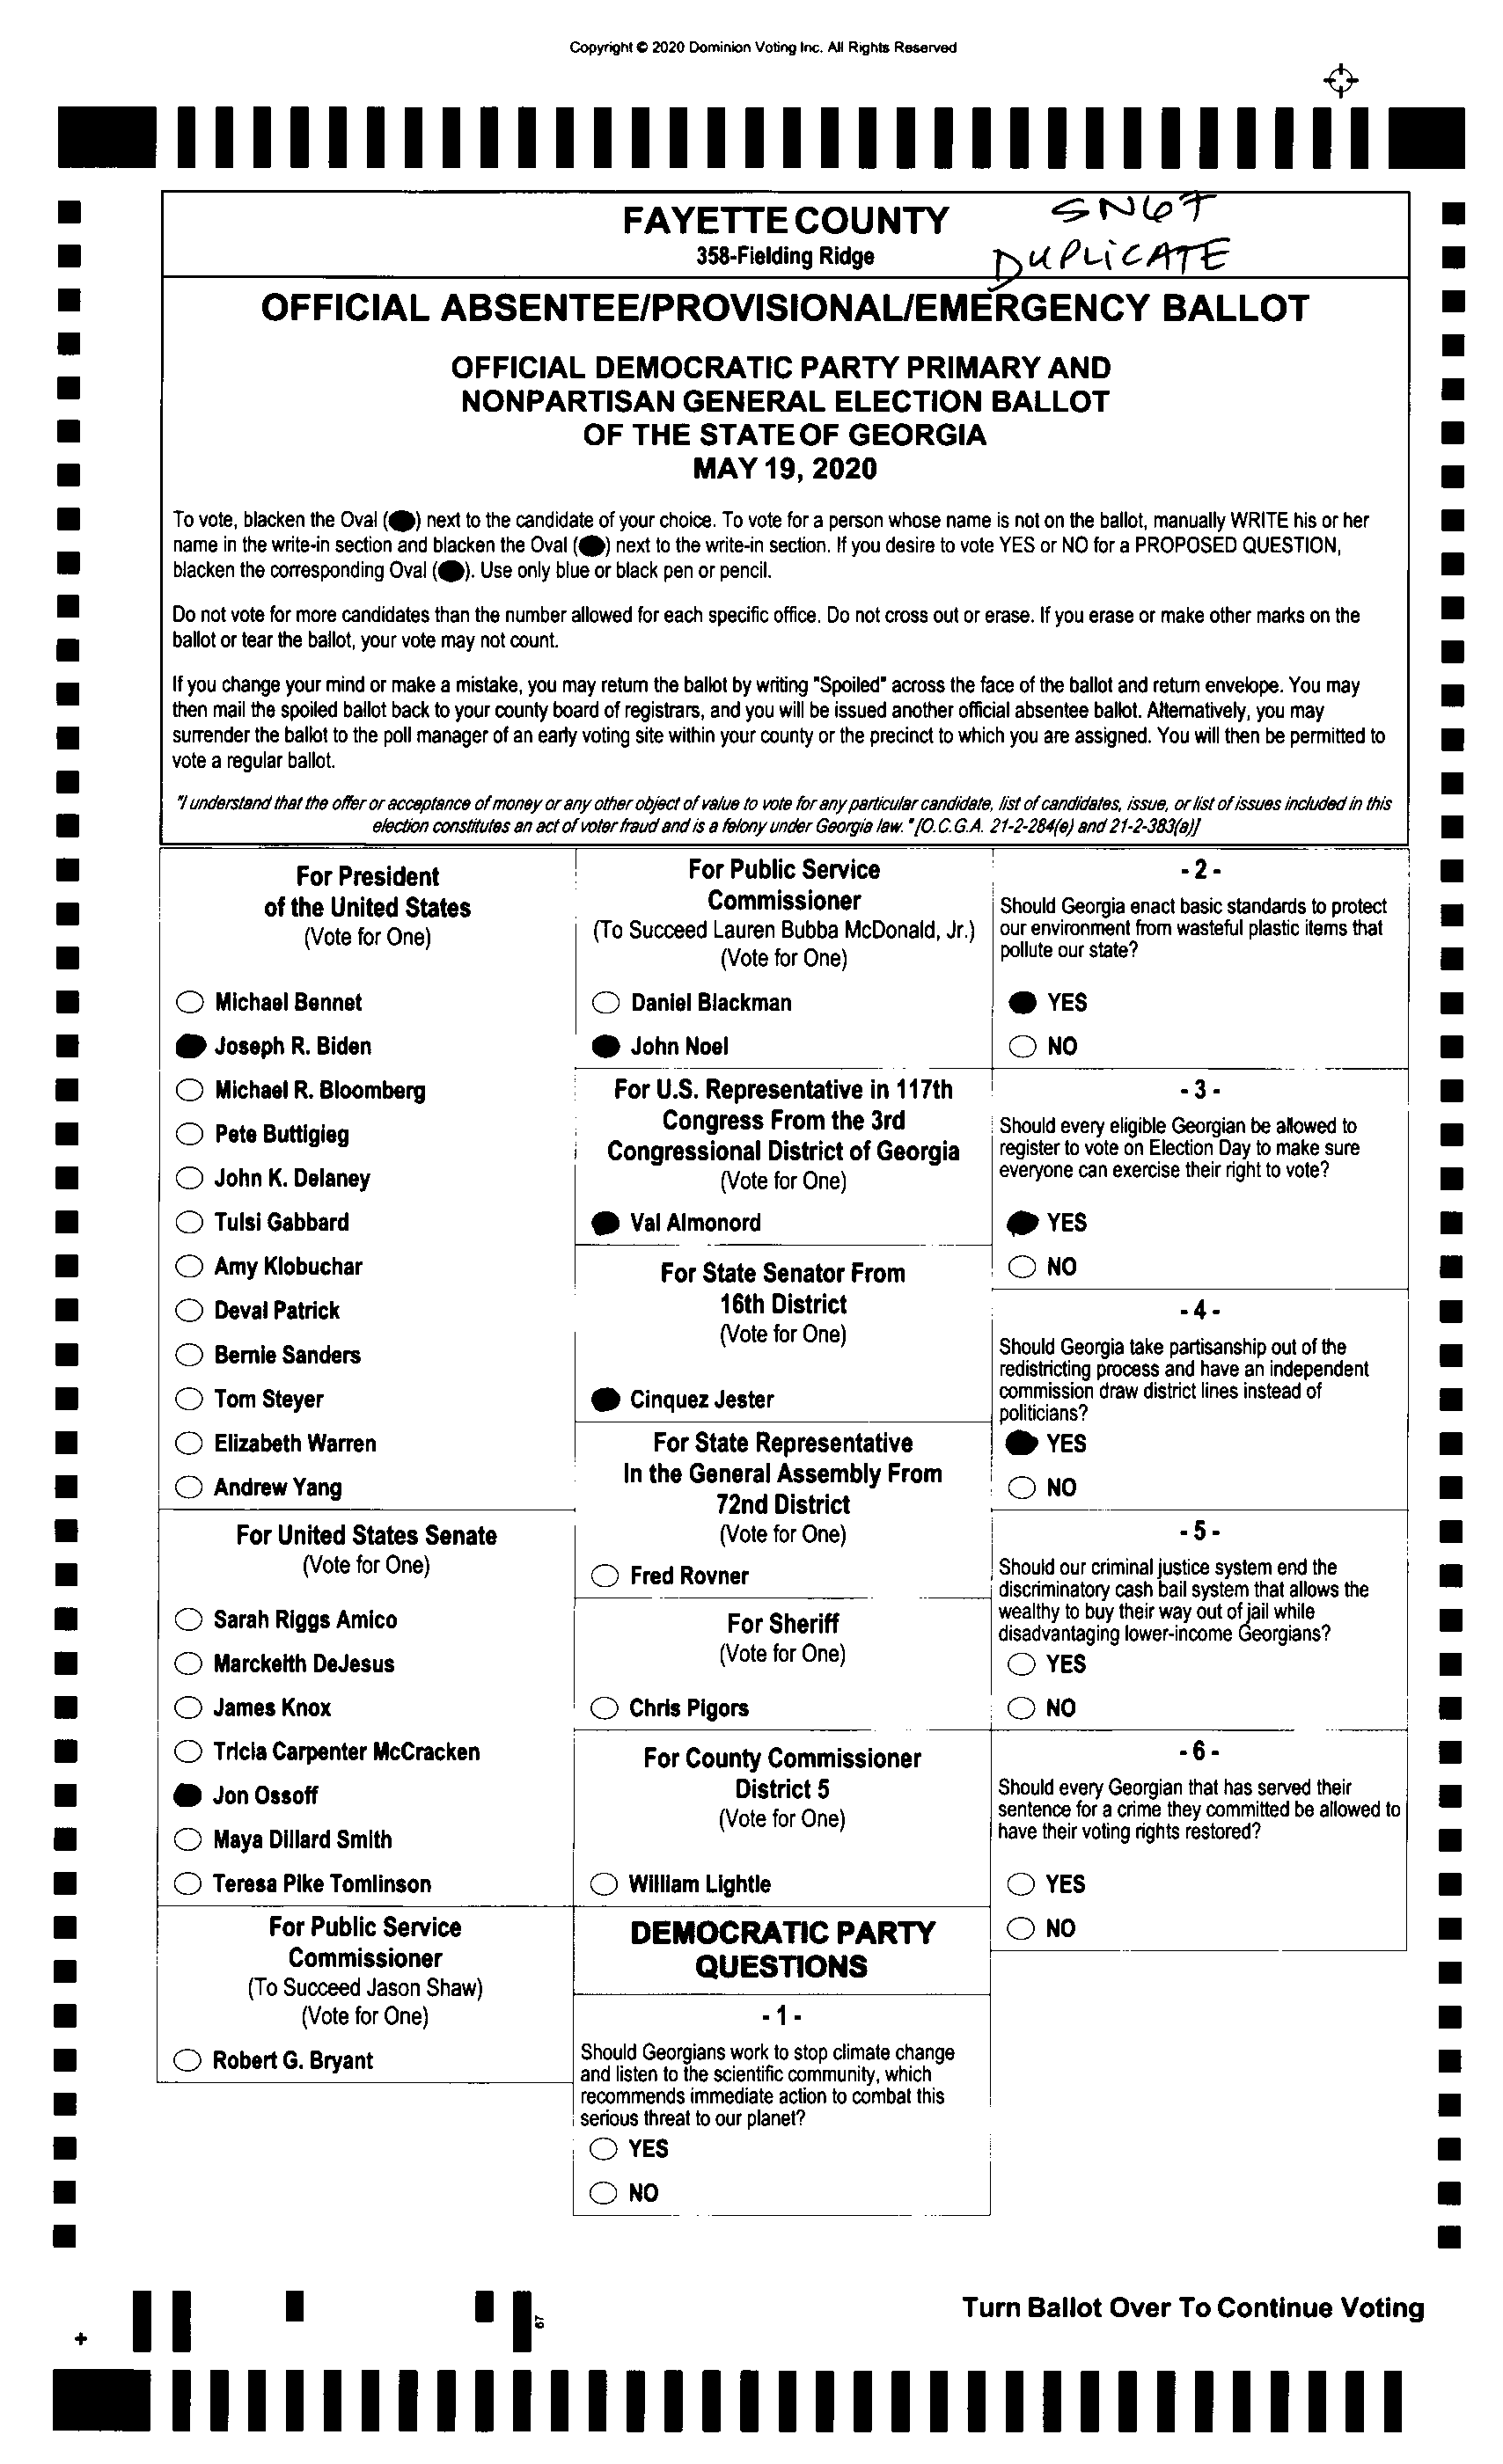 Copyright © 2020 Dominion Voting Inc. All Rights Reserved
FAYETTE COUNTY
SN67
358-Fielding Ridge
DUPLiCATE
OFFICIAL ABSENTEE/PROVISIONAL/EMERGENCY BALLOT
OFFICIAL DEMOCRATIC PARTY PRIMARY AND
NONPARTISAN GENERAL ELECTION BALLOT
OF THE STATE OF GEORGIA
MAY 19, 2020
To vote, blacken the Oval ( ) next to the candidate of your choice. To vote for a person whose name is not on the ballot, manually WRITE his or her
name in the write-in section and blacken the Oval ( ) next to the write-in section. If you desire to vote YES or NO for a PROPOSED QUESTION,
blacken the corresponding Oval ( ). Use only blue or black pen or pencil.
Do not vote for more candidates than the number allowed for each specific office. Do not cross out or erase. If you erase or make other marks on the
ballot or tear the ballot, your vote may not count.
If you change your mind or make a mistake, you may return the ballot by writing "Spoiled" across the face of the ballot and return envelope. You may
then mail the spoiled ballot back to your county board of registrars, and you will be issued another official absentee ballot. Alternatively, you may
surrender the ballot to the poll manager of an early voting site within your county or the precinct to which you are assigned. You will then be permitted to
vote a regular ballot.
"I understand that the offer or acceptance of money or any other object of value to vote for any particular candidate, list of candidates, issue, or list of issues included in this
election constitutes an act of voter fraud and is a felony under Georgia law. "[O.C.G.A. 21-2-284(e) and 21-2-383(a)]
For President
of the United States
(Vote for One)
Michael Bennet
Joseph R. Biden
Michael R. Bloomberg
Pete Buttigieg
John K. Delaney
Tulsi Gabbard
Amy Klobuchar
Deval Patrick
Bernie Sanders
Tom Steyer
Elizabeth Warren
Andrew Yang
For United States Senate
(Vote for One)
Sarah Riggs Amico
Marckeith DeJesus
James Knox
Tricia Carpenter McCracken
Jon Ossoff
Maya Dillard Smith
Teresa Pike Tomlinson
For Public Service
Commissioner
(To Succeed Jason Shaw)
(Vote for One)
Robert G. Bryant
For Public Service
Commissioner
(To Succeed Lauren Bubba McDonald, Jr.)
(Vote for One)
Daniel Blackman
John Noel
For U.S. Representative in 117th
Congress From the 3rd
Congressional District of Georgia
(Vote for One)
Val Almonord
For State Senator From
16th District
(Vote for One)
Cinquez Jester
For State Representative
In the General Assembly From
72nd District
(Vote for One)
Fred Rovner
For Sheriff
(Vote for One)
Chris Pigors
For County Commissioner
District 5
(Vote for One)
William Lightle
DEMOCRATIC PARTY
QUESTIONS
- 1 -
Should Georgians work to stop climate change
and listen to the scientific community, which
recommends immediate action to combat this
serious threat to our planet?
YES
NO
- 2 -
Should Georgia enact basic standards to protect
our environment from wasteful plastic items that
pollute our state?
YES
NO
- 3 -
Should every eligible Georgian be allowed to
register to vote on Election Day to make sure
everyone can exercise their right to vote?
YES
NO
- 4 -
Should Georgia take partisanship out of the
redistricting process and have an independent
commission draw district lines instead of
politicians?
YES
NO
- 5 -
Should our criminal justice system end the
discriminatory cash bail system that allows the
wealthy to buy their way out of jail while
disadvantaging lower-income Georgians?
YES
NO
- 6 -
Should every Georgian that has served their
sentence for a crime they committed be allowed to
have their voting rights restored?
YES
NO
Turn Ballot Over To Continue Voting
67